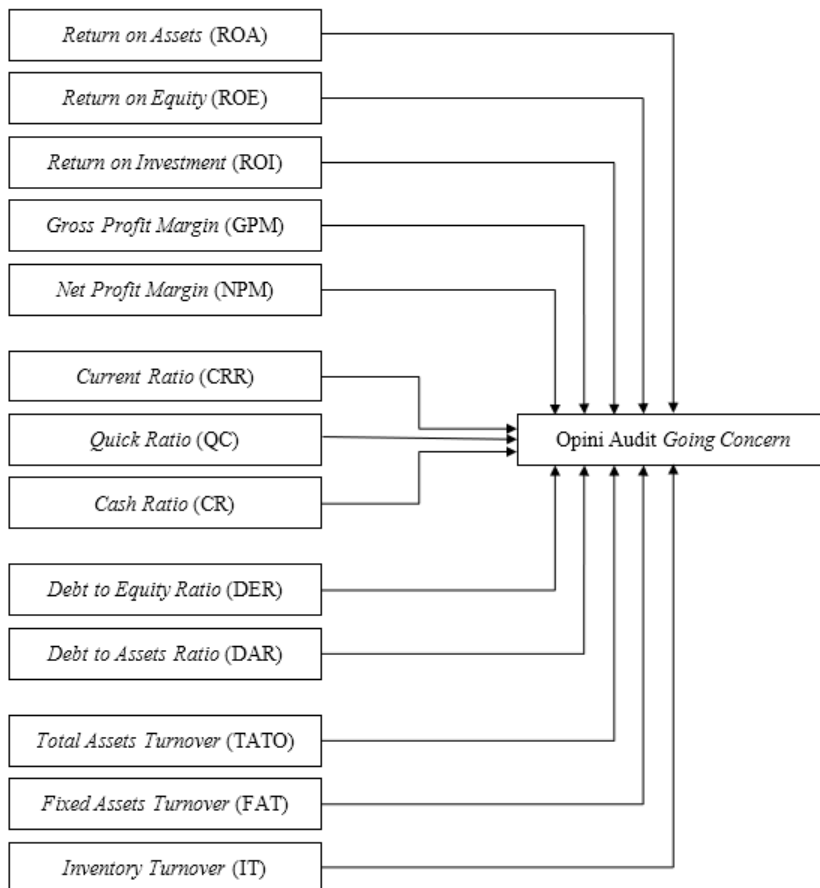 Return on Assets (ROA)
Return on Equity (ROE)
Return on Investment (ROI)
Gross Profit Margin (GPM)
Net Profit Margin (NPM)
Current Ratio (CRR)
Quick Ratio (QC)
Opini Audit Going Concern
Cash Ratio (CR)
Debt to Equity Ratio (DER)
Debt to Assets Ratio (DAR)
Total Assets Turnover (TATO)
Fixed Assets Turnover (FAT)
Inventory Turnover (IT)